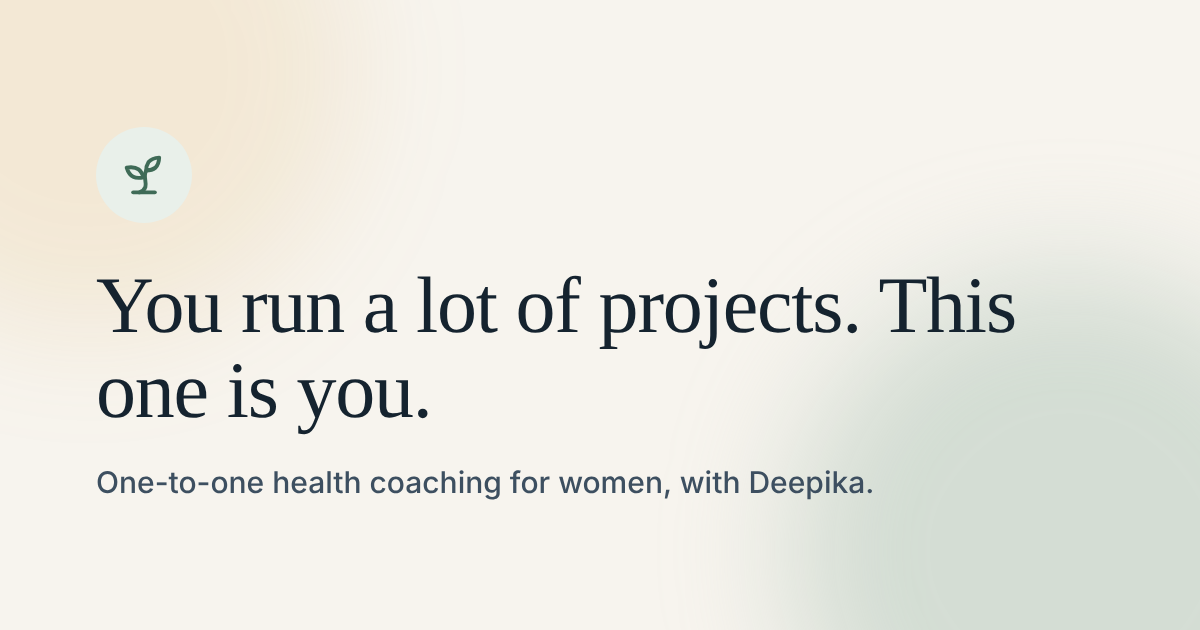 You run a lot of projects. This
one is you.
One-to-one health coaching for women, with Deepika.